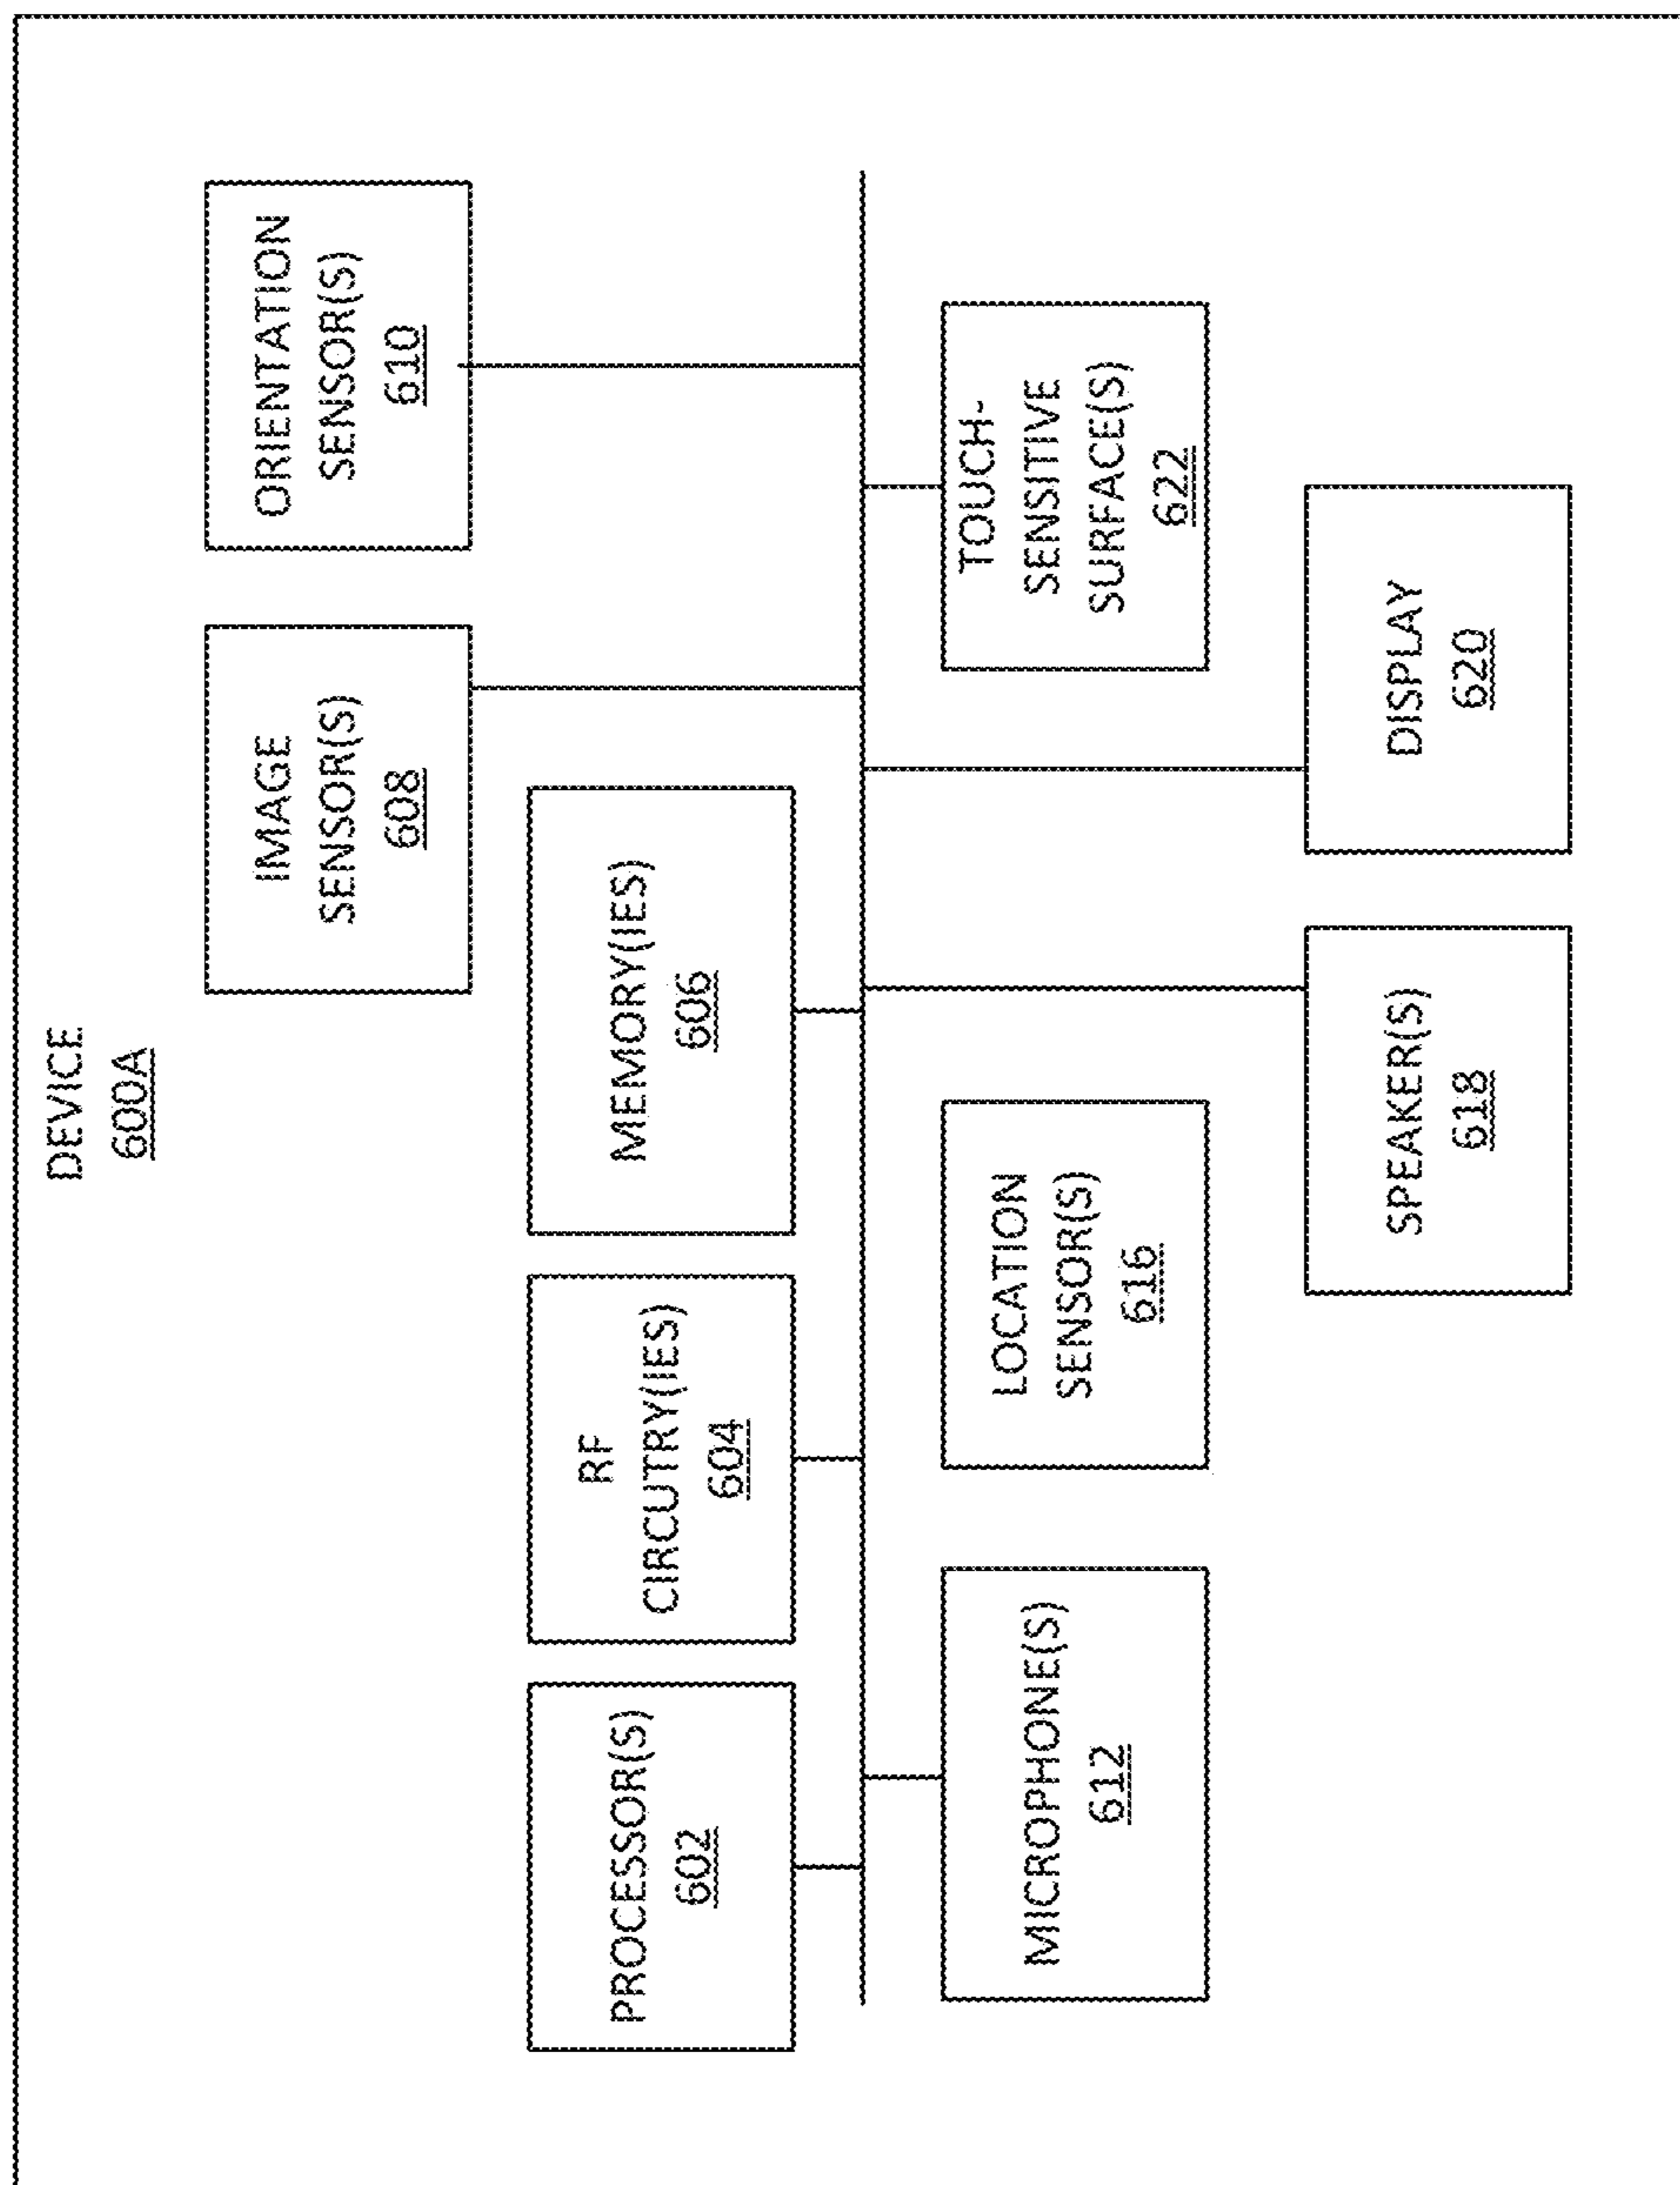 DEVICE
600A
IMAGE
SENSOR(S)
608
ORIENTATION
SENSOR(S)
610
PROCESSOR(S)
602
RF
CIRCUTRY(IES)
604
MEMORY(IES)
606
MICROPHONE(S)
612
LOCATION
SENSOR(S)
616
TOUCH-
SENSITIVE
SURFACE(S)
622
SPEAKER(S)
618
DISPLAY
620